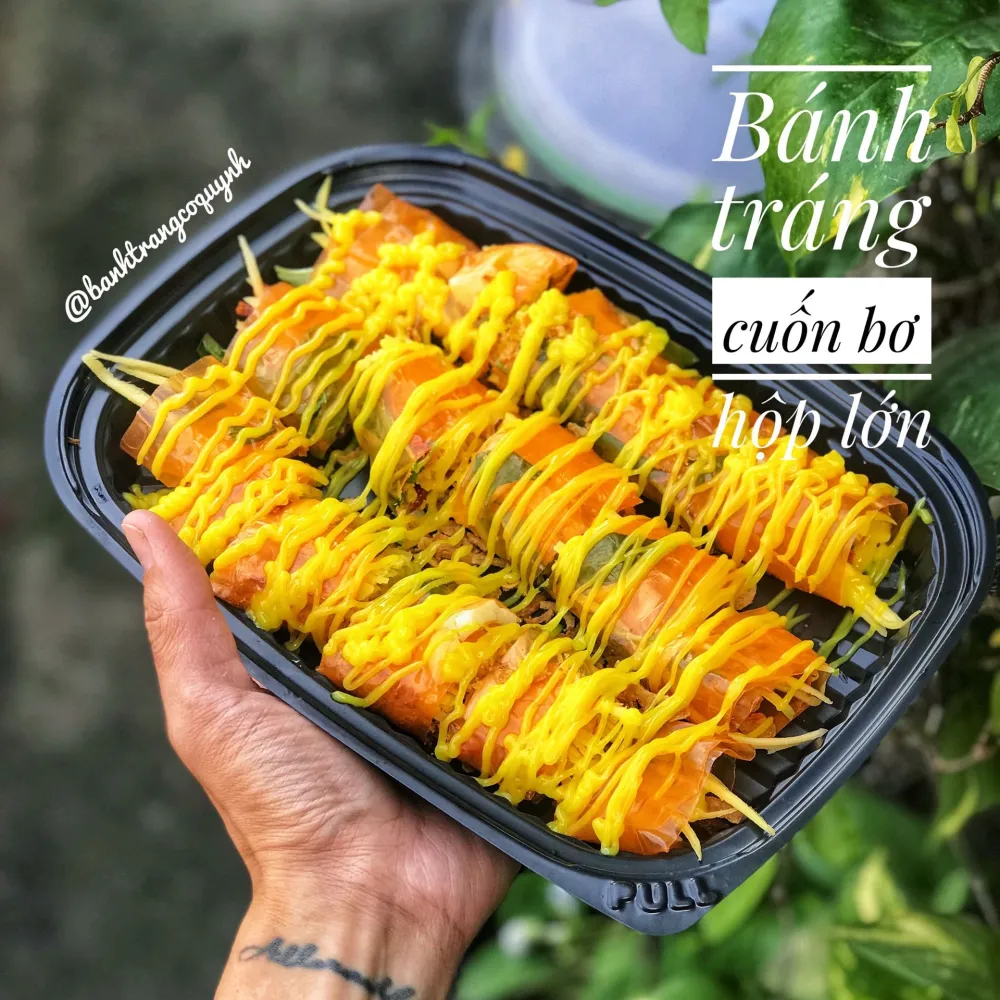 @banhtrangcoquynh
Bánh
tráng
cuốn bơ
hộp lớn
PULL